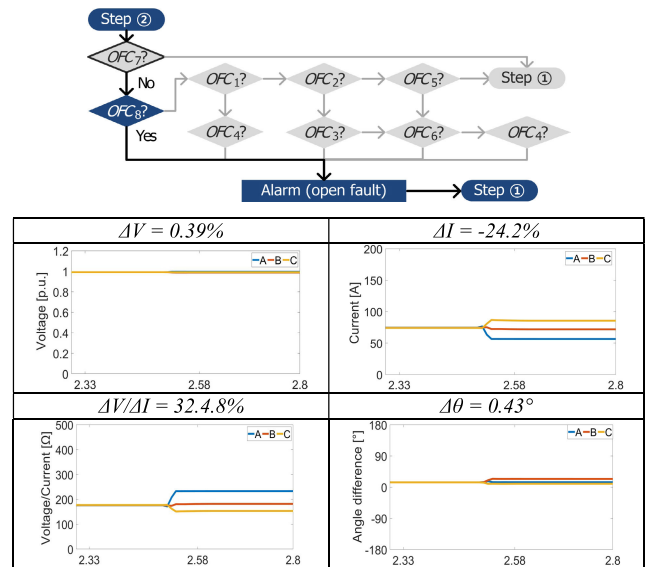 Step ②
OFC₇?
No
OFC₁?
OFC₂?
OFC₅?
Step ①
OFC₈?
Yes
OFC₄?
OFC₃?
OFC₆?
OFC₄?
Alarm (open fault)
Step ①
ΔV = 0.39%
ΔI = -24.2%
Voltage [p.u.]
1.2
1
0.8
0.6
0.4
0.2
0
2.33
2.58
2.8
A B C
Current [A]
200
150
100
50
0
2.33
2.58
2.8
A B C
ΔV/ΔI = 32.4.8%
Δθ = 0.43°
Voltage/Current [Ω]
500
400
300
200
100
0
2.33
2.58
2.8
A B C
Angle difference [°]
180
90
0
-90
-180
2.33
2.58
2.8
A B C